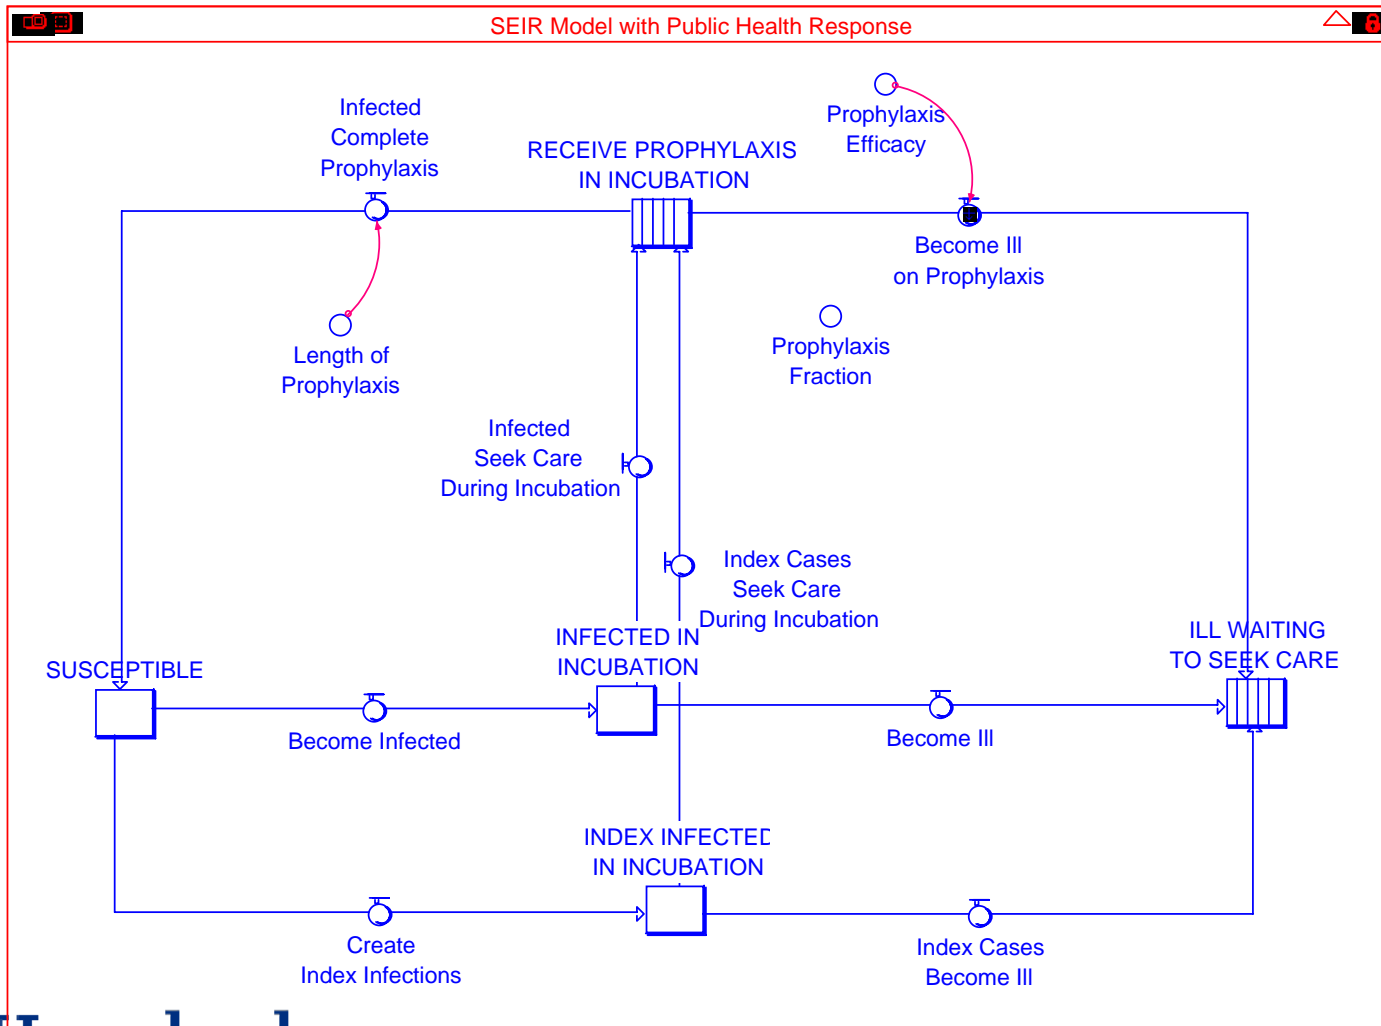 SEIR Model with Public Health Response
Infected
Complete
Prophylaxis
RECEIVE PROPHYLAXIS
IN INCUBATION
Prophylaxis
Efficacy
Become Ill
on Prophylaxis
Length of
Prophylaxis
Prophylaxis
Fraction
Infected
Seek Care
During Incubation
Index Cases
Seek Care
During Incubation
INFECTED IN
INCUBATION
ILL WAITING
TO SEEK CARE
SUSCEPTIBLE
Become Infected
Become Ill
INDEX INFECTED
IN INCUBATION
Create
Index Infections
Index Cases
Become Ill